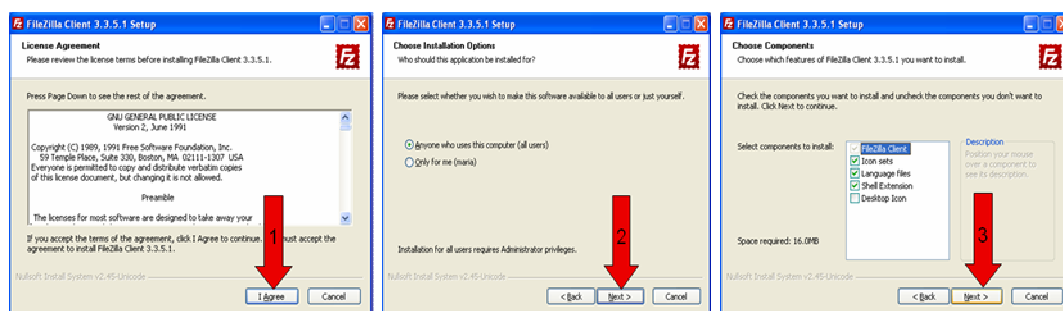 FileZilla Client 3.3.5.1 Setup
License Agreement
Please review the license terms before installing FileZilla Client 3.3.5.1.
Press Page Down to see the rest of the agreement.
GNU GENERAL PUBLIC LICENSE
Version 2, June 1991
Copyright (C) 1989, 1991 Free Software Foundation, Inc.
59 Temple Place, Suite 330, Boston, MA 02111-1307 USA
Everyone is permitted to copy and distribute verbatim copies
of this license document, but changing it is not allowed.
Preamble
The licenses for most software are designed to take away your
If you accept the terms of the agreement, click I Agree to continue. must accept the
agreement to install FileZilla Client 3.3.5.1.
1
Nullsoft Install System v2.45-Unicode
I Agree
Cancel
FileZilla Client 3.3.5.1 Setup
Choose Installation Options
Who should this application be installed for?
Please select whether you wish to make this software available to all users or just yourself.
Anyone who uses this computer (all users)
Only for me (maria)
2
Installation for all users requires Administrator privileges.
Nullsoft Install System v2.45-Unicode
< Back
Next >
Cancel
FileZilla Client 3.3.5.1 Setup
Choose Components
Choose which features of FileZilla Client 3.3.5.1 you want to install.
Check the components you want to install and uncheck the components you don't want to
install. Click Next to continue.
Select components to install:
FileZilla Client
Icon sets
Language files
Shell Extension
Desktop Icon
Description
Position your mouse
over a component to
see its description.
3
Space required: 16.0MB
Nullsoft Install System v2.45-Unicode
< Back
Next >
Cancel